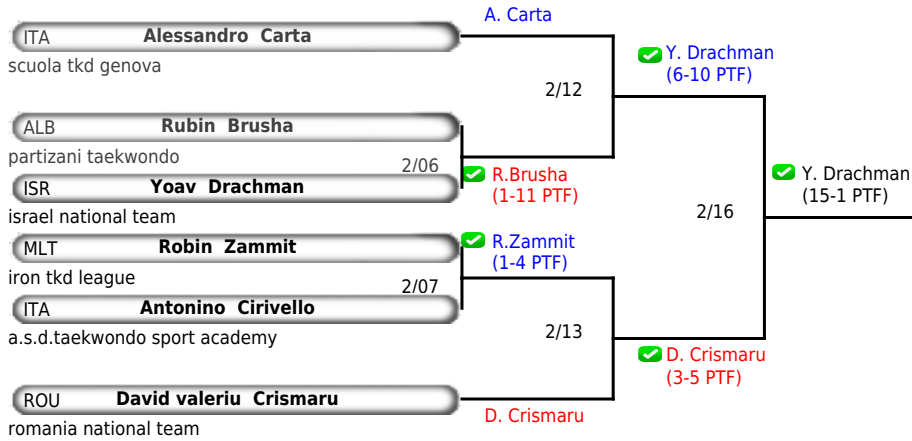 A. Carta
ITA Alessandro Carta
scuola tkd genova
Y. Drachman
(6-10 PTF)
2/12
ALB Rubin Brusha
partizani taekwondo
2/06
R.Brusha
(1-11 PTF)
ISR Yoav Drachman
israel national team
Y. Drachman
(15-1 PTF)
2/16
MLT Robin Zammit
iron tkd league
R.Zammit
(1-4 PTF)
2/07
ITA Antonino Cirivello
a.s.d.taekwondo sport academy
2/13
D. Crismaru
(3-5 PTF)
ROU David valeriu Crismaru
romania national team
D. Crismaru